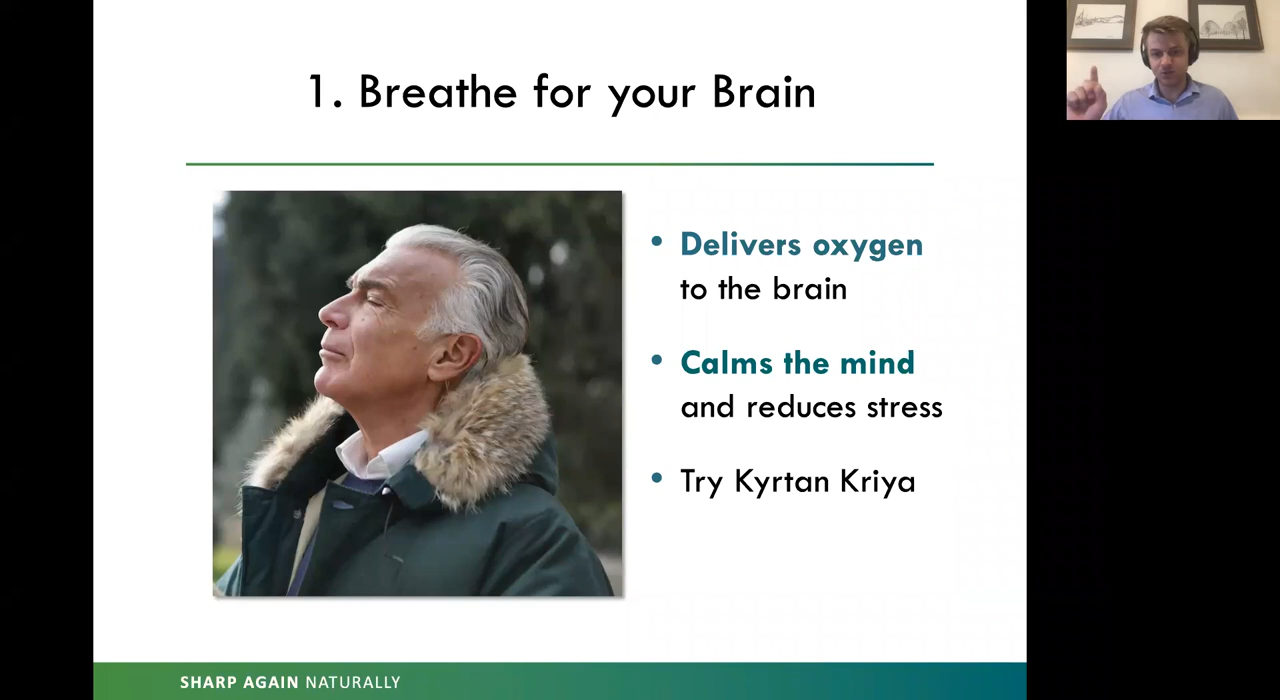 1. Breathe for your Brain
• Delivers oxygen
to the brain
• Calms the mind
and reduces stress
• Try Kyrtan Kriya
SHARP AGAIN NATURALLY